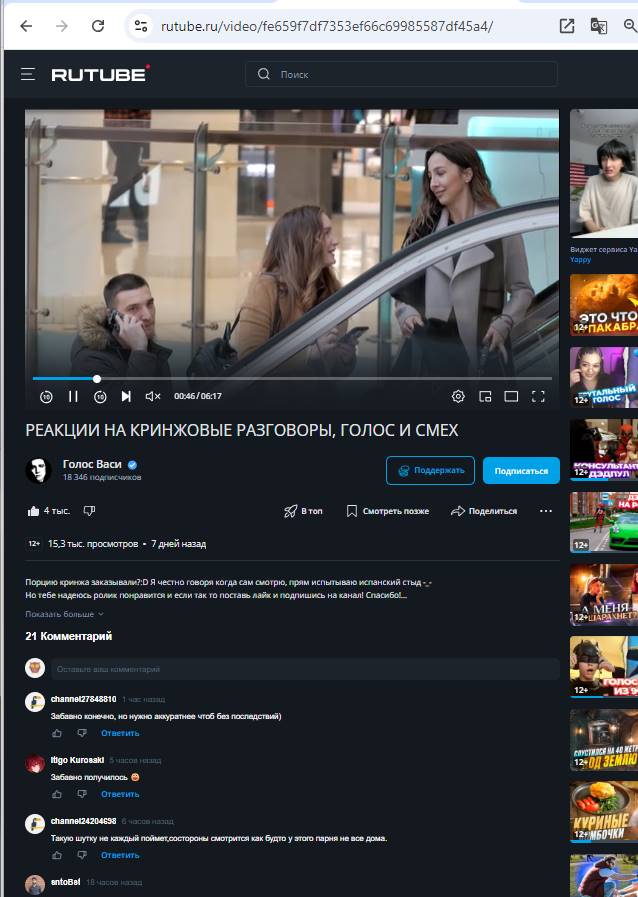 rutube.ru/video/fe659f7df7353ef66c69985587df45a4/
RUTUBE
Поиск
00:46 / 06:17
РЕАКЦИИ НА КРИНЖОВЫЕ РАЗГОВОРЫ, ГОЛОС И СМЕХ
Голос Васи
18 346 подписчиков
Поддержать
Подписаться
4 тыс.
В топ
Смотреть позже
Поделиться
12+ 15,3 тыс. просмотров • 7 дней назад
Порцию кринжа заказывали?:D Я честно говоря когда сам смотрю, прям испытываю испанский стыд -_-
Но тебе надеюсь ролик понравится и если так то поставь лайк и подпишись на канал! Спасибо!...
Показать больше
21 Комментарий
Оставьте ваш комментарий
channel27848810 1 час назад
Забавно конечно, но нужно аккуратнее чтоб без последствий)
Ответить
Itigo Kurosaki 5 часов назад
Забавно получилось 😄
Ответить
channel24204698 6 часов назад
Такую шутку не каждый поймет,состороны смотрится как будто у этого парня не все дома.
Ответить
sntoBsl 18 часов назад
Виджет сервиса Ya
Yappy
ЭТО ЧТО
ПАКАБРА
12+
РУТАЛЬНЫЙ
ГОЛОС
12+
КОНСУЛЬТАНТ
ДЭДПУЛ
12+
НА Р
12+
А МЕНЯ
ШАРАХНЕТ?
12+
ГОЛОС
ИЗ 9
12+
СПУСТИЛСЯ НА 40 МЕТР
ОД ЗЕМЛЮ
12+
КУРИНЫЕ
МБОЧКИ
12+